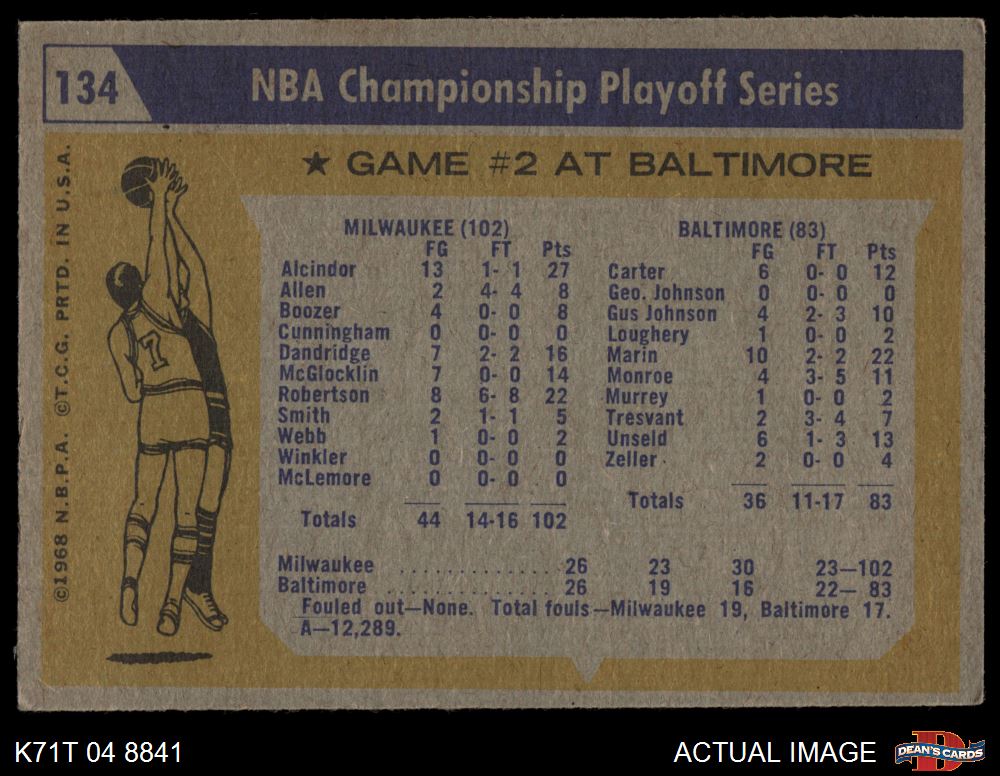 134
NBA Championship Playoff Series
★ GAME #2 AT BALTIMORE
©1968 N.B.P.A. ©T.C.G. PRTD. IN U.S.A.
7
MILWAUKEE (102)
FG FT Pts
Alcindor 13 1- 1 27
Allen 2 4- 4 8
Boozer 4 0- 0 8
Cunningham 0 0- 0 0
Dandridge 7 2- 2 16
McGlocklin 7 0- 0 14
Robertson 8 6- 8 22
Smith 2 1- 1 5
Webb 1 0- 0 2
Winkler 0 0- 0 0
McLemore 0 0- 0 0
Totals 44 14-16 102
BALTIMORE (83)
FG FT Pts
Carter 6 0- 0 12
Geo. Johnson 0 0- 0 0
Gus Johnson 4 2- 3 10
Loughery 1 0- 0 2
Marin 10 2- 2 22
Monroe 4 3- 5 11
Murrey 1 0- 0 2
Tresvant 2 3- 4 7
Unseld 6 1- 3 13
Zeller 2 0- 0 4
Totals 36 11-17 83
Milwaukee .............. 26 23 30 23—102
Baltimore .............. 26 19 16 22— 83
Fouled out—None. Total fouls—Milwaukee 19, Baltimore 17.
A—12,289.
K71T 04 8841
ACTUAL IMAGE
D
DEAN'S CARDS